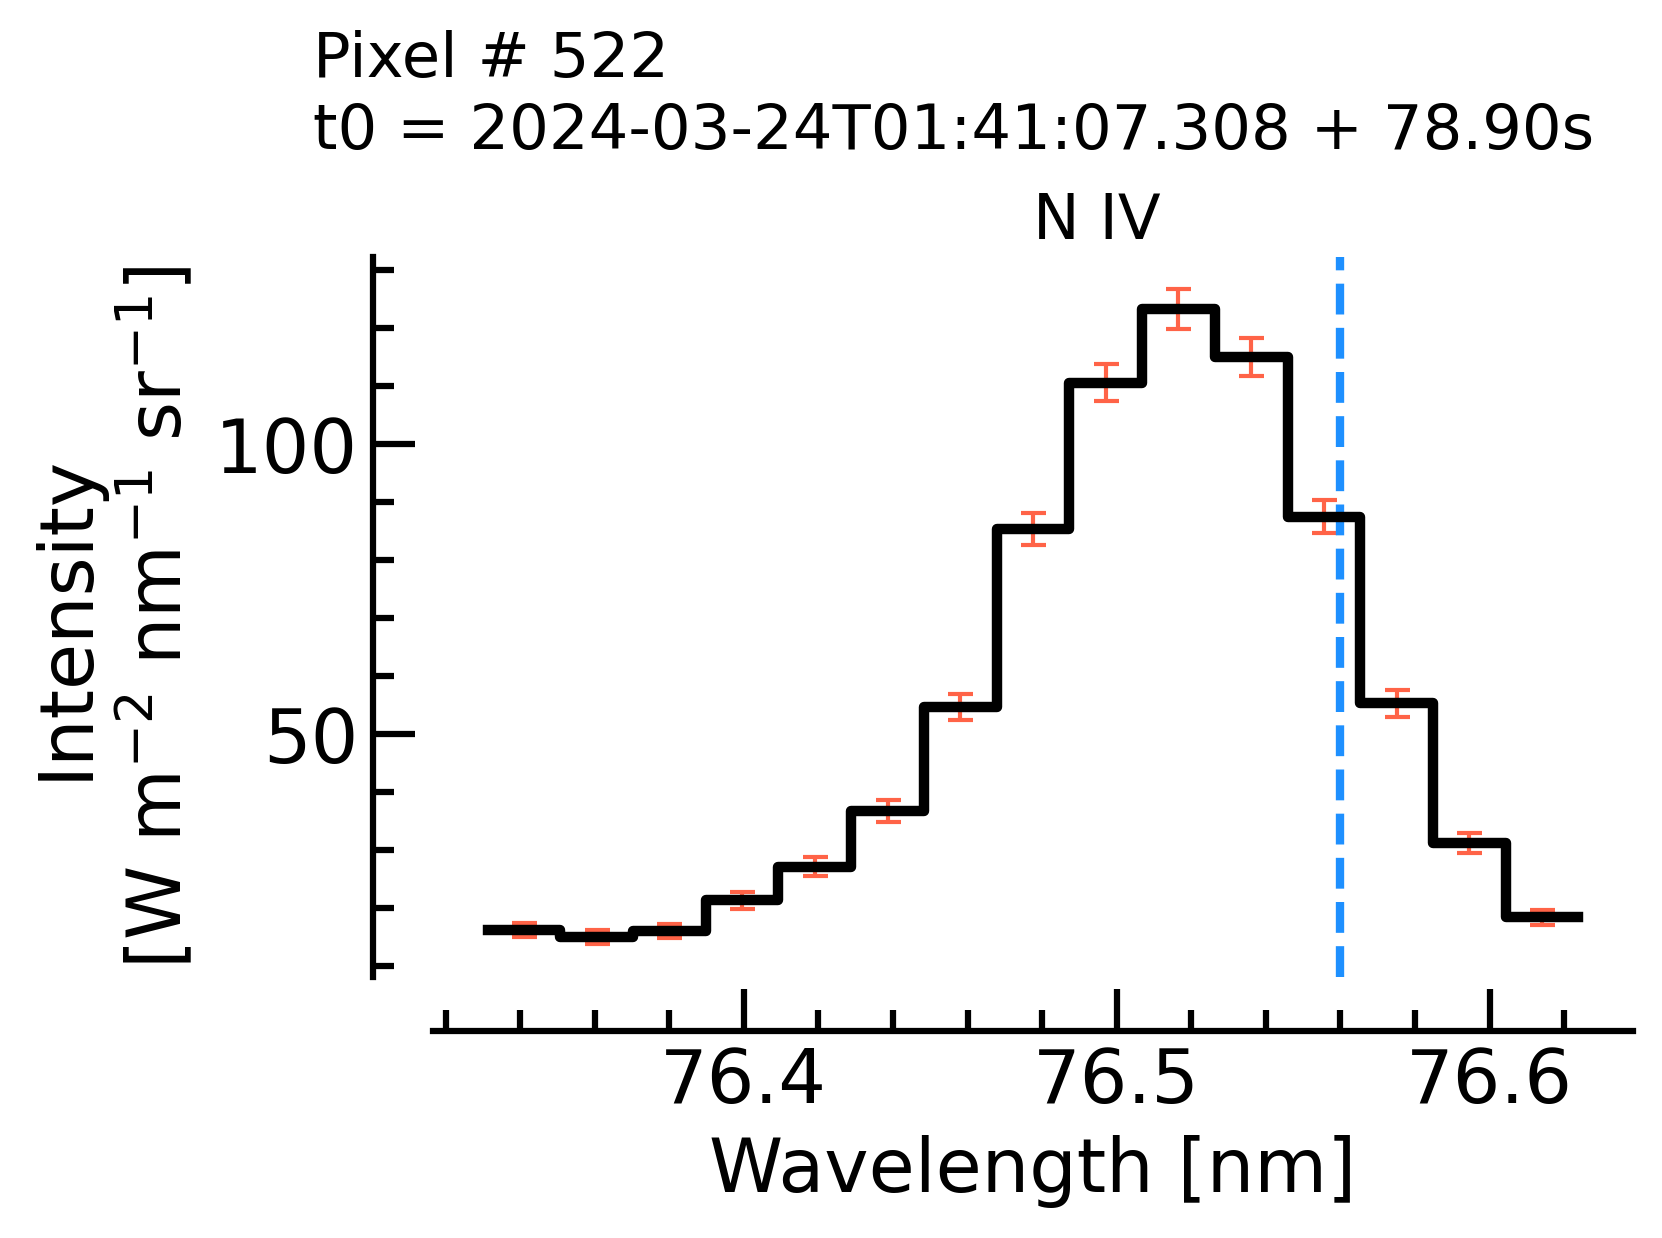 Pixel # 522
t0 = 2024-03-24T01:41:07.308 + 78.90s
N IV
Intensity
[W m⁻² nm⁻¹ sr⁻¹]
100
50
76.4 76.5 76.6
Wavelength [nm]